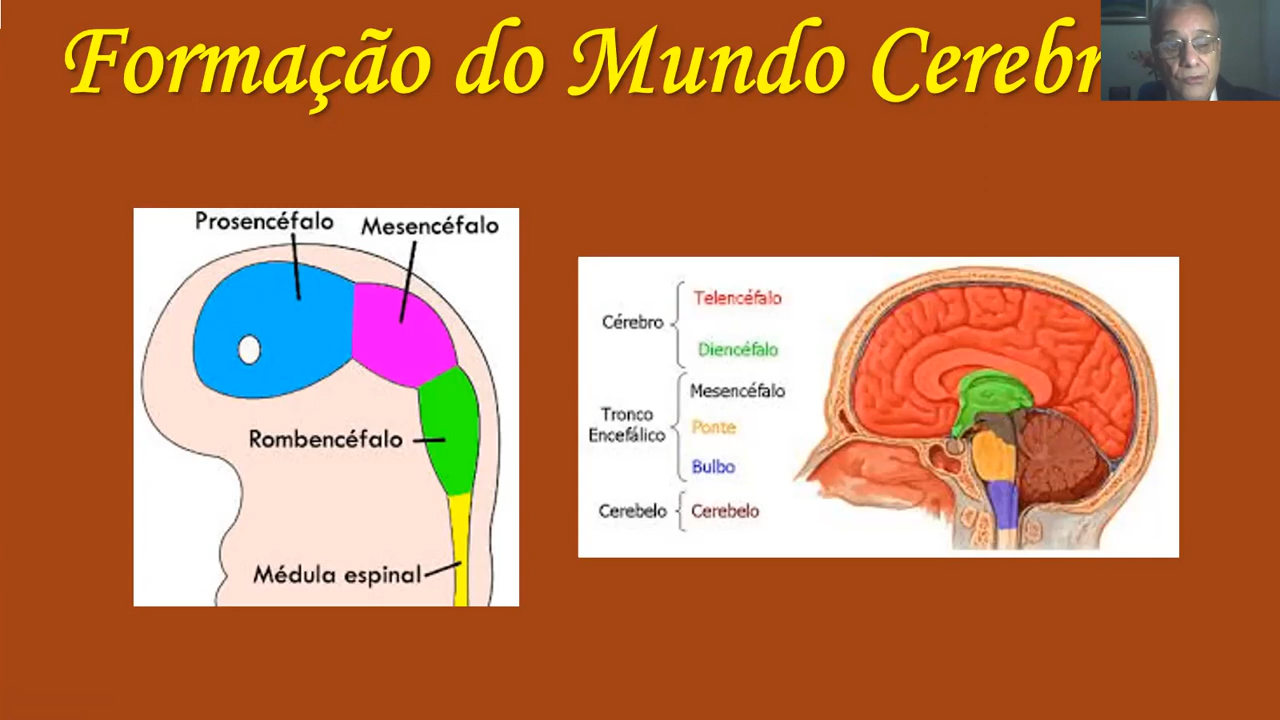 Formação do Mundo Cerebr
Prosencéfalo
Mesencéfalo
Rombencéfalo
Médula espinal
Cérebro
Telencéfalo
Diencéfalo
Tronco
Encefálico
Mesencéfalo
Ponte
Bulbo
Cerebelo
Cerebelo